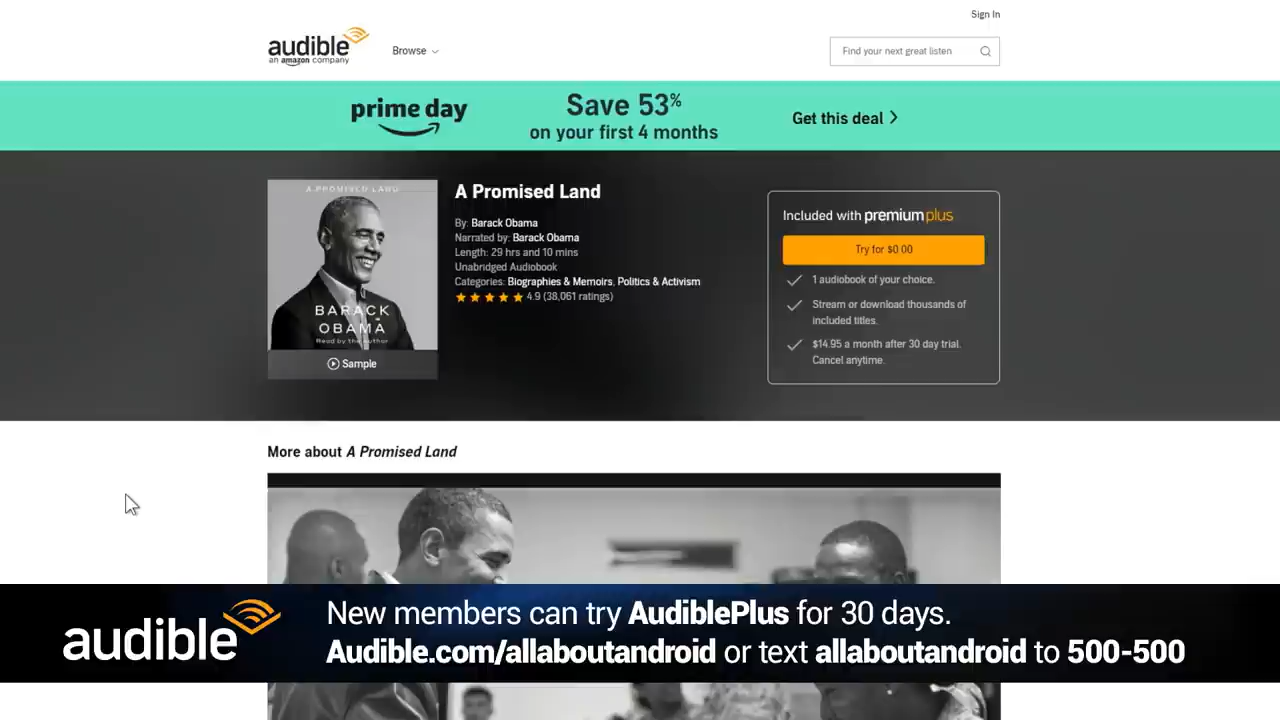 Sign In
audible
an amazon company
Browse
Find your next great listen
prime day
Save 53%
on your first 4 months
Get this deal
A PROMISED LAND
BARACK
OBAMA
Read by the author
Sample
A Promised Land
By: Barack Obama
Narrated by: Barack Obama
Length: 29 hrs and 10 mins
Unabridged Audiobook
Categories: Biographies & Memoirs, Politics & Activism
4.9 (38,061 ratings)
Included with premium plus
Try for $0.00
1 audiobook of your choice.
Stream or download thousands of
included titles.
$14.95 a month after 30 day trial.
Cancel anytime.
More about A Promised Land
audible
New members can try AudiblePlus for 30 days.
Audible.com/allaboutandroid or text allaboutandroid to 500-500